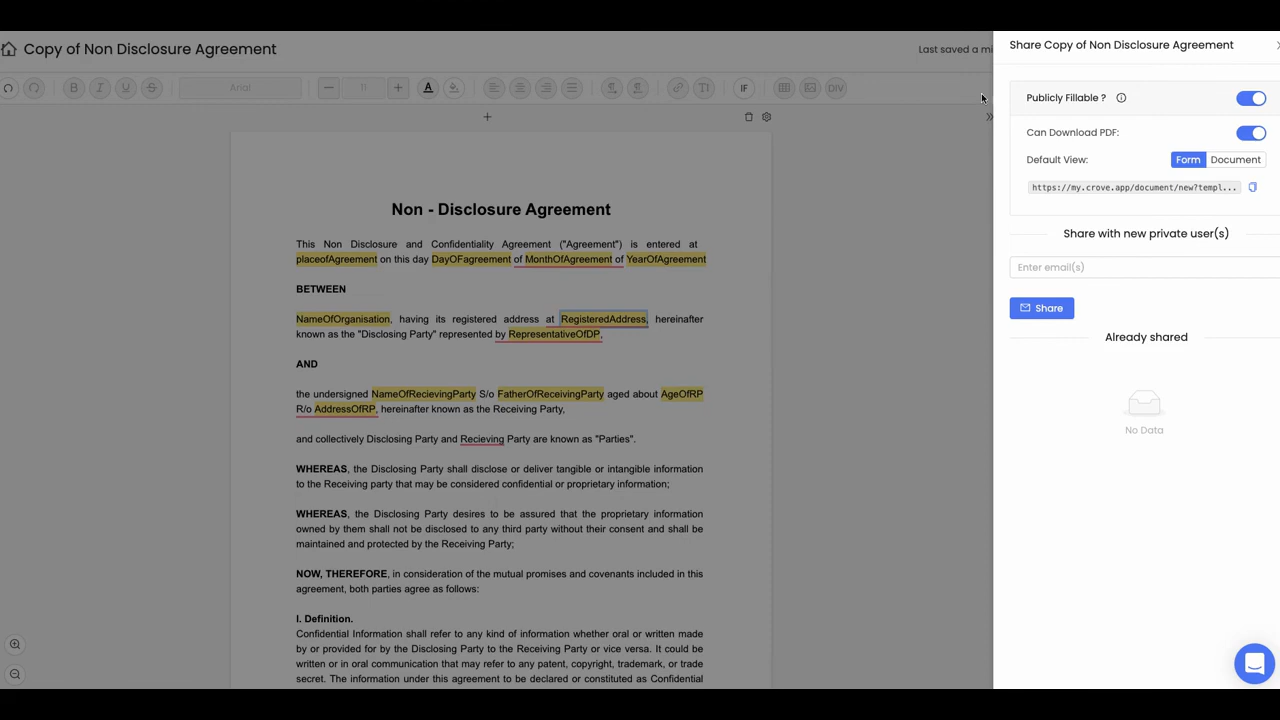 Copy of Non Disclosure Agreement
Last saved a mi
B I U S Arial 11 A IF DIV
Non - Disclosure Agreement
This Non Disclosure and Confidentiality Agreement ("Agreement") is entered at
placeofAgreement on this day DayOFagreement of MonthOfAgreement of YearOfAgreement
BETWEEN
NameOfOrganisation, having its registered address at RegisteredAddress, hereinafter
known as the "Disclosing Party" represented by RepresentativeOfDP,
AND
the undersigned NameOfRecievingParty S/o FatherOfReceivingParty aged about AgeOfRP
R/o AddressOfRP, hereinafter known as the Receiving Party,
and collectively Disclosing Party and Recieving Party are known as "Parties".
WHEREAS, the Disclosing Party shall disclose or deliver tangible or intangible information
to the Receiving party that may be considered confidential or proprietary information;
WHEREAS, the Disclosing Party desires to be assured that the proprietary information
owned by them shall not be disclosed to any third party without their consent and shall be
maintained and protected by the Receiving Party;
NOW, THEREFORE, in consideration of the mutual promises and covenants included in this
agreement, both parties agree as follows:
I. Definition.
Confidential Information shall refer to any kind of information whether oral or written made
by or provided for by the Disclosing Party to the Receiving Party or vice versa. It could be
written or in oral communication that may refer to any patent, copyright, trademark, or trade
secret. The information under this agreement to be declared or constituted as Confidential
Share Copy of Non Disclosure Agreement
Publicly Fillable ?
Can Download PDF:
Default View: Form Document
https://my.crove.app/document/new?templ...
Share with new private user(s)
Enter email(s)
Share
Already shared
No Data